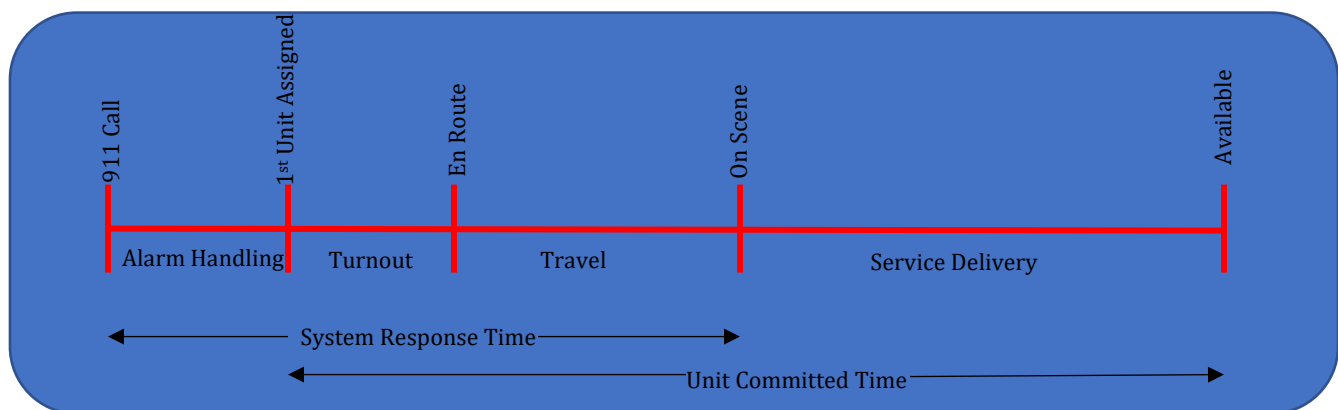 911 Call
1st Unit Assigned
En Route
On Scene
Available
Alarm Handling
Turnout
Travel
Service Delivery
System Response Time
Unit Committed Time